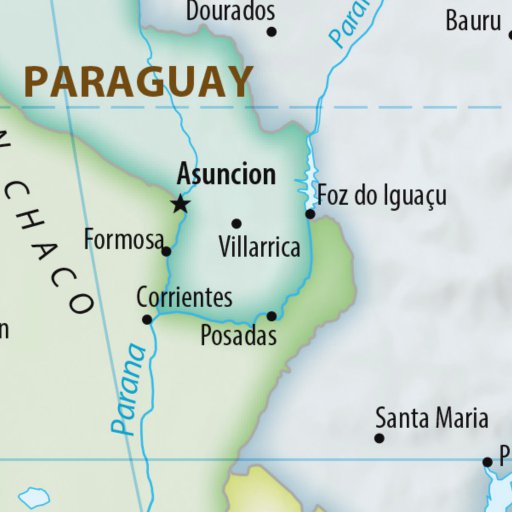 Dourados
Parana
Bauru
PARAGUAY
N CHACO
Asuncion
Foz do Iguaçu
Formosa
Villarrica
Corrientes
Posadas
n
Parana
Santa Maria
P